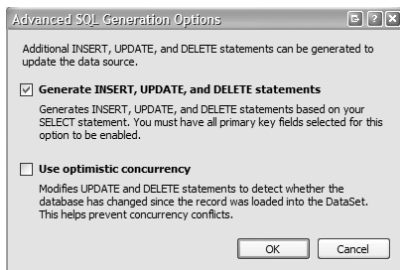 Advanced SQL Generation Options
Additional INSERT, UPDATE, and DELETE statements can be generated to
update the data source.
Generate INSERT, UPDATE, and DELETE statements
Generates INSERT, UPDATE, and DELETE statements based on your
SELECT statement. You must have all primary key fields selected for this
option to be enabled.
Use optimistic concurrency
Modifies UPDATE and DELETE statements to detect whether the
database has changed since the record was loaded into the DataSet.
This helps prevent concurrency conflicts.
OK Cancel